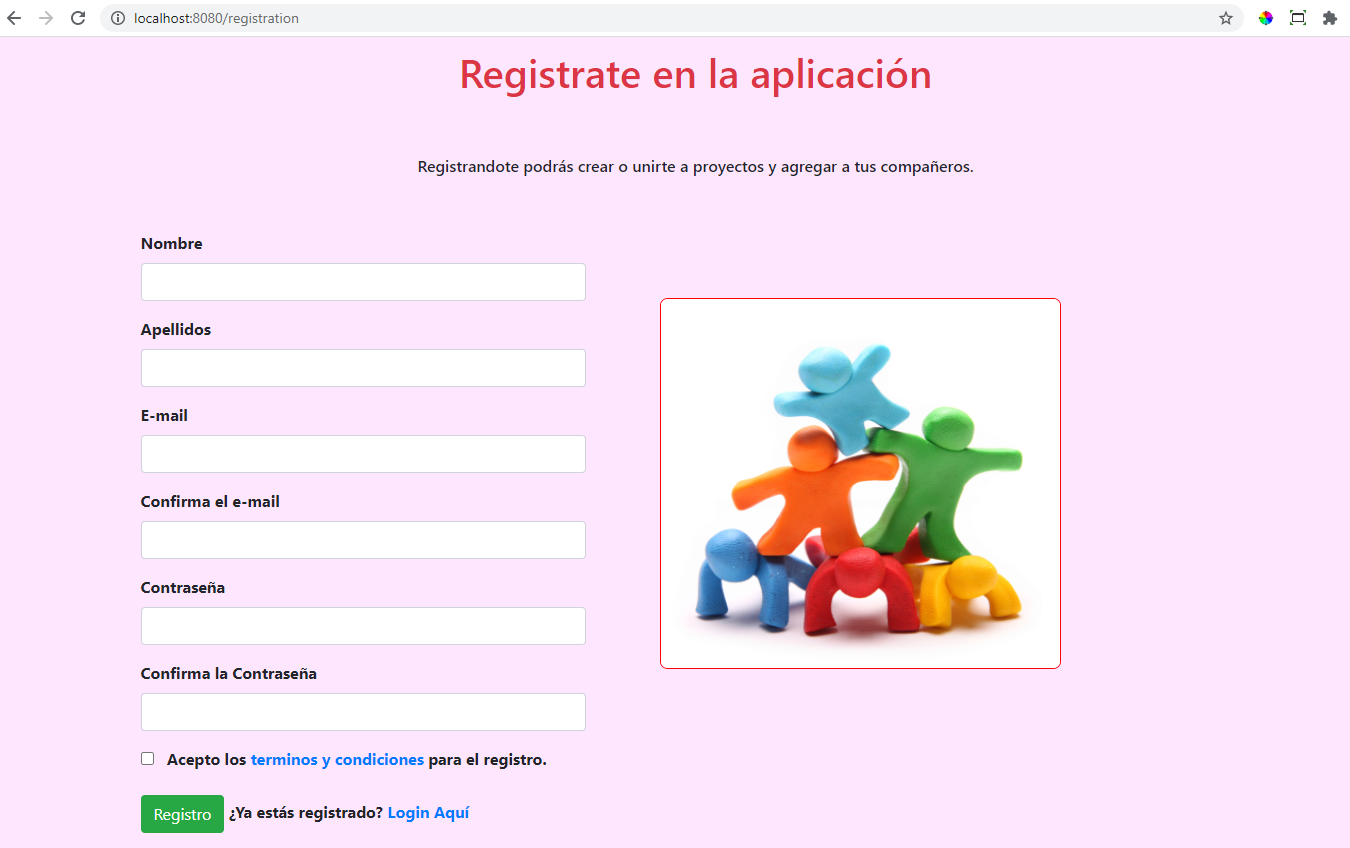 localhost:8080/registration
Registrate en la aplicación
Registrandote podrás crear o unirte a proyectos y agregar a tus compañeros.
Nombre
Apellidos
E-mail
Confirma el e-mail
Contraseña
Confirma la Contraseña
Acepto los terminos y condiciones para el registro.
Registro ¿Ya estás registrado? Login Aquí